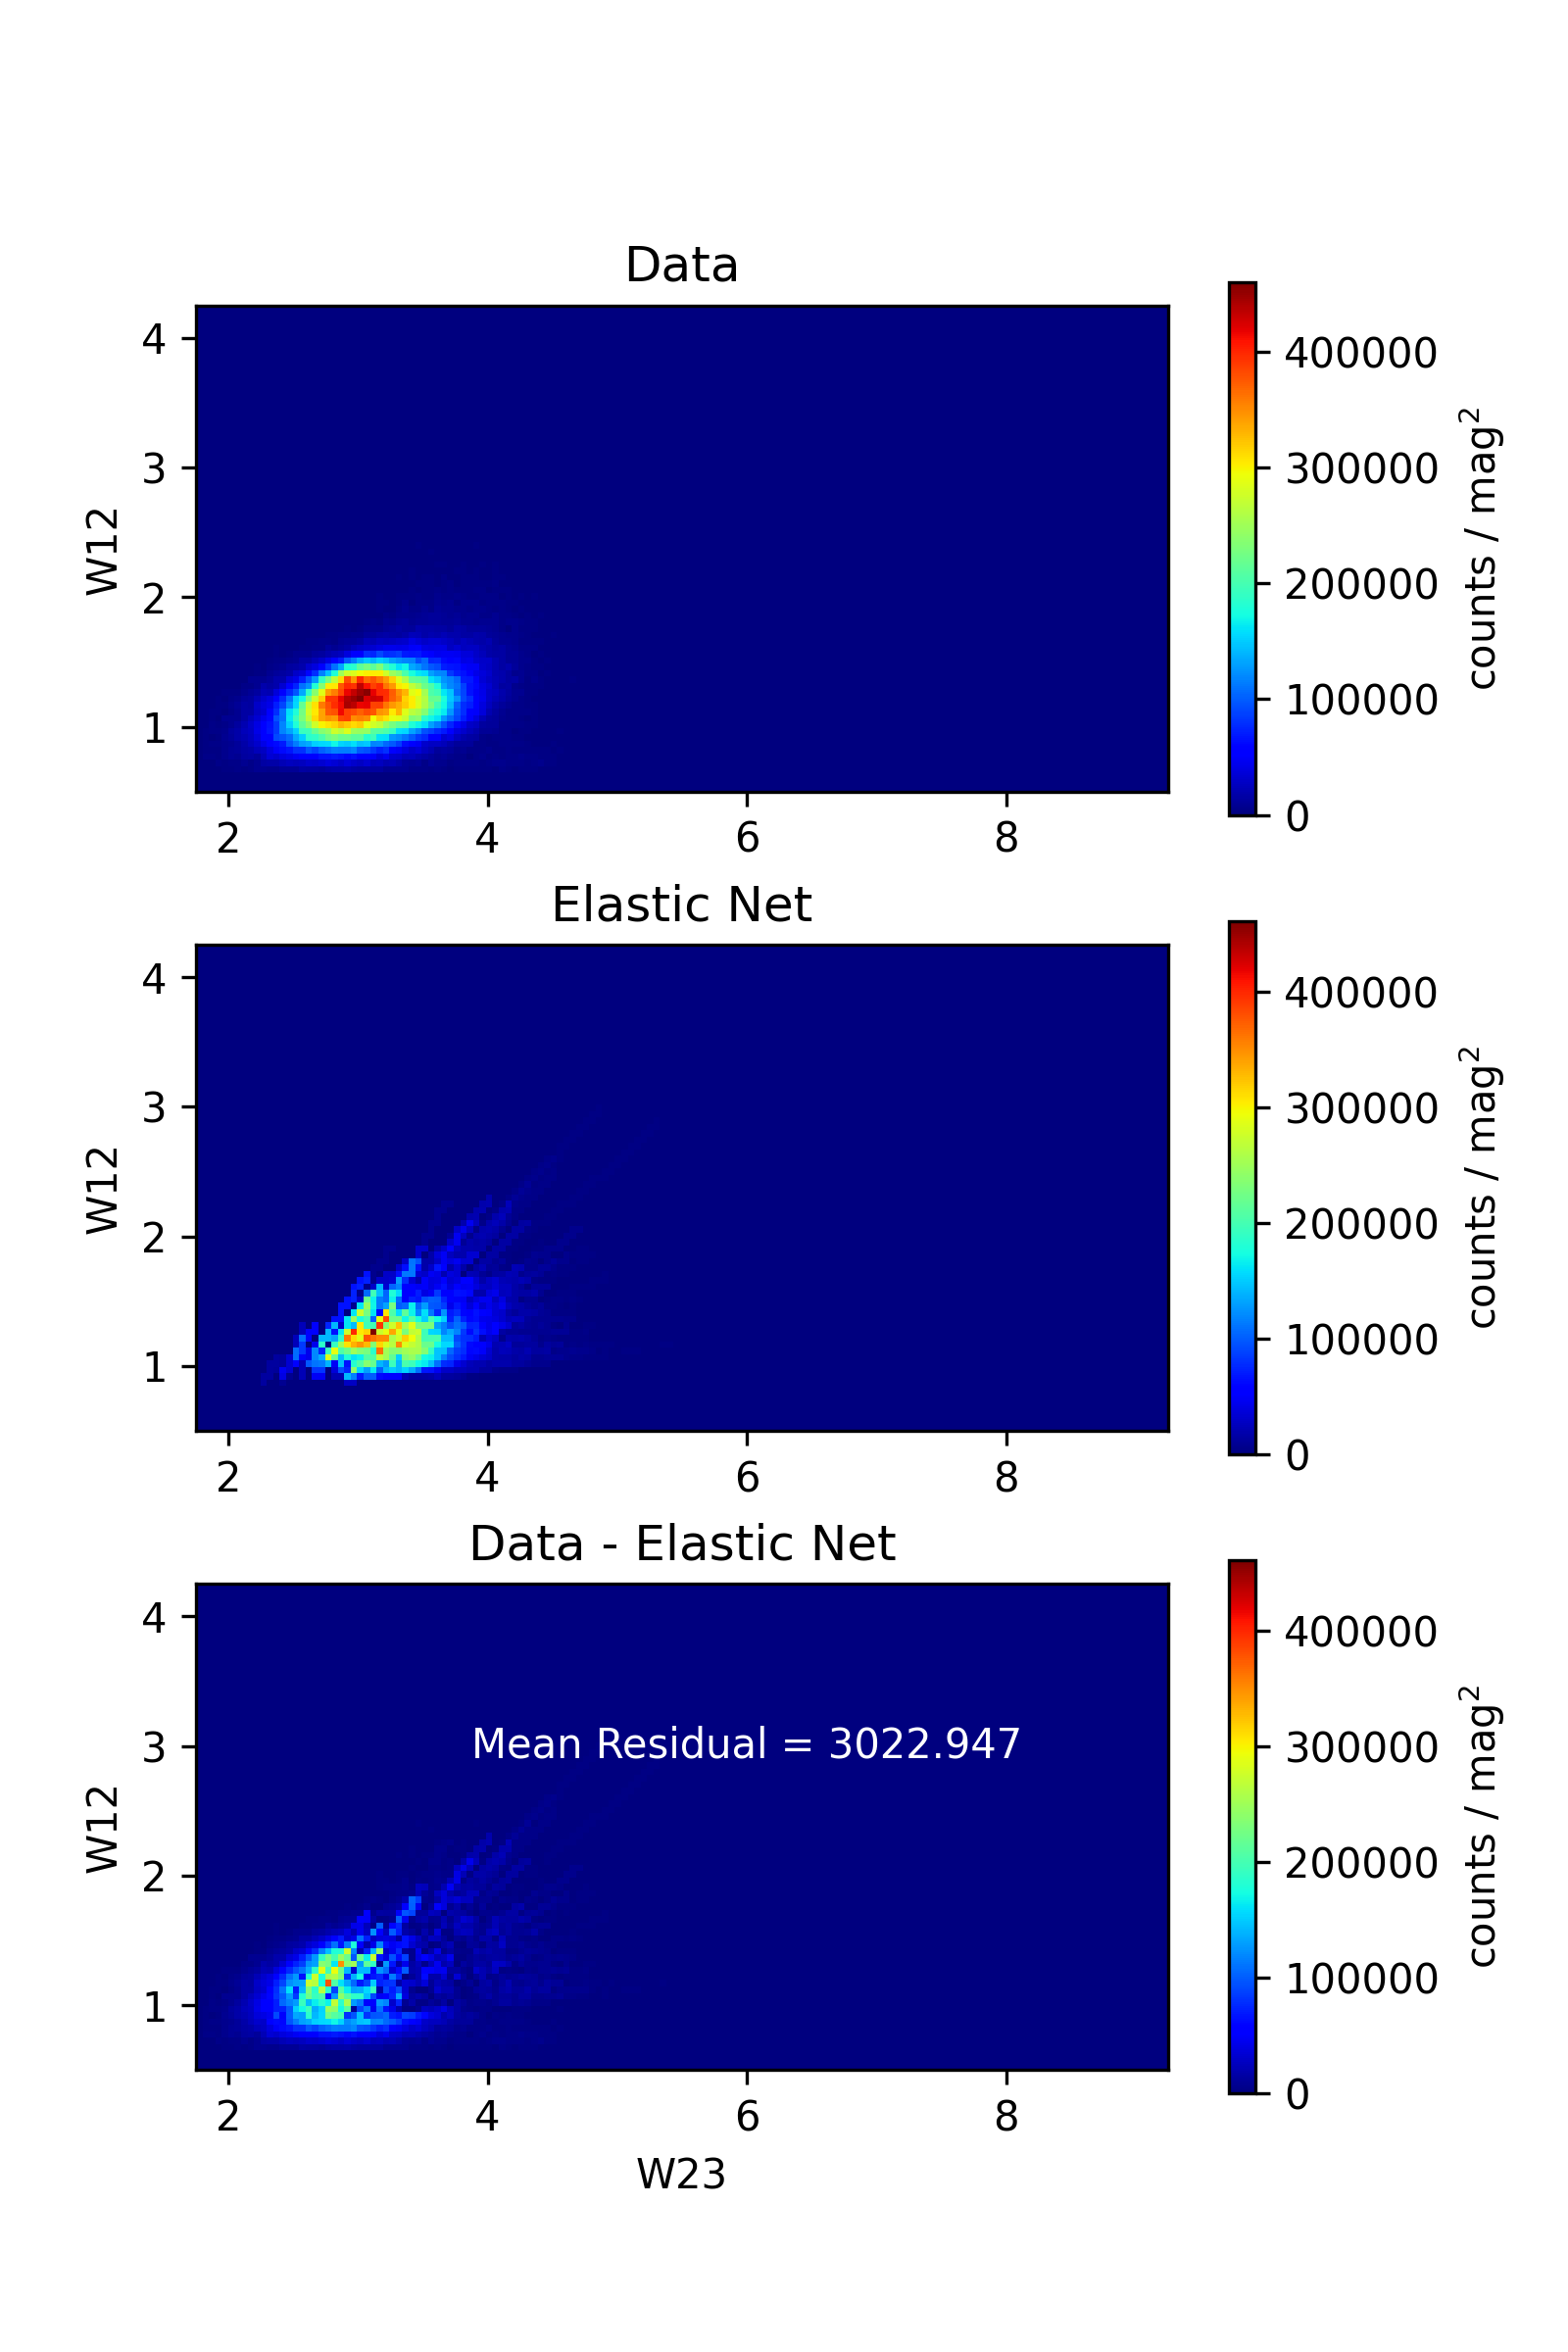 Data
4
3
2
1
W12
2 4 6 8
400000
300000
200000
100000
0
counts / mag²
Elastic Net
4
3
2
1
W12
2 4 6 8
400000
300000
200000
100000
0
counts / mag²
Data - Elastic Net
4
3
2
1
W12
Mean Residual = 3022.947
2 4 6 8
W23
400000
300000
200000
100000
0
counts / mag²